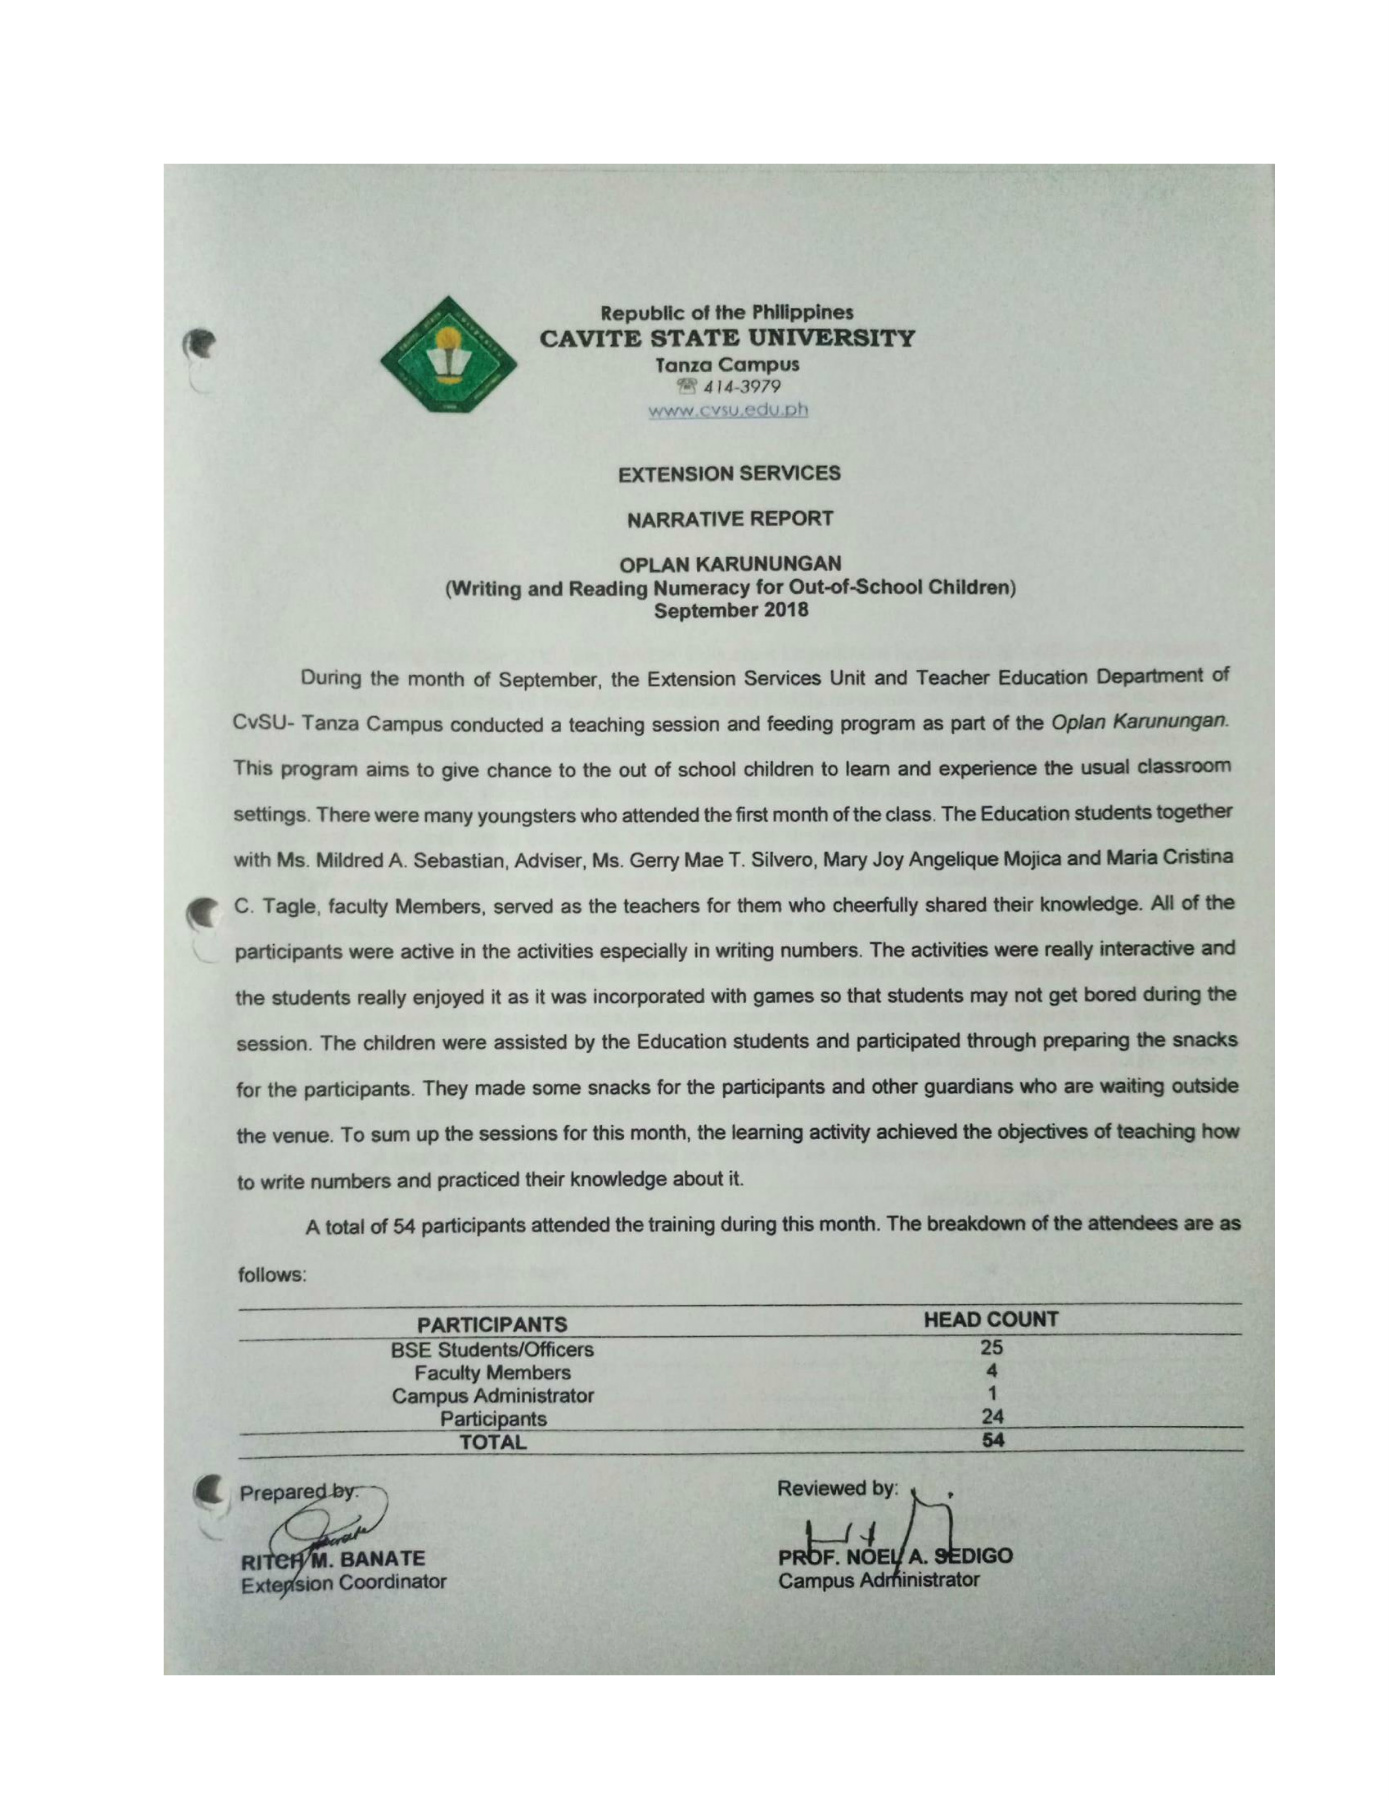 Republic of the Philippines
CAVITE STATE UNIVERSITY
Tanza Campus
☏ 414-3979
www.cvsu.edu.ph
EXTENSION SERVICES
NARRATIVE REPORT
OPLAN KARUNUNGAN
(Writing and Reading Numeracy for Out-of-School Children)
September 2018
During the month of September, the Extension Services Unit and Teacher Education Department of
CvSU- Tanza Campus conducted a teaching session and feeding program as part of the Oplan Karunungan.
This program aims to give chance to the out of school children to learn and experience the usual classroom
settings. There were many youngsters who attended the first month of the class. The Education students together
with Ms. Mildred A. Sebastian, Adviser, Ms. Gerry Mae T. Silvero, Mary Joy Angelique Mojica and Maria Cristina
C. Tagle, faculty Members, served as the teachers for them who cheerfully shared their knowledge. All of the
participants were active in the activities especially in writing numbers. The activities were really interactive and
the students really enjoyed it as it was incorporated with games so that students may not get bored during the
session. The children were assisted by the Education students and participated through preparing the snacks
for the participants. They made some snacks for the participants and other guardians who are waiting outside
the venue. To sum up the sessions for this month, the learning activity achieved the objectives of teaching how
to write numbers and practiced their knowledge about it.
A total of 54 participants attended the training during this month. The breakdown of the attendees are as
follows:
PARTICIPANTS HEAD COUNT
BSE Students/Officers 25
Faculty Members 4
Campus Administrator 1
Participants 24
TOTAL 54
Prepared by: Reviewed by:
RITCH M. BANATE PROF. NOEL A. SEDIGO
Extension Coordinator Campus Administrator